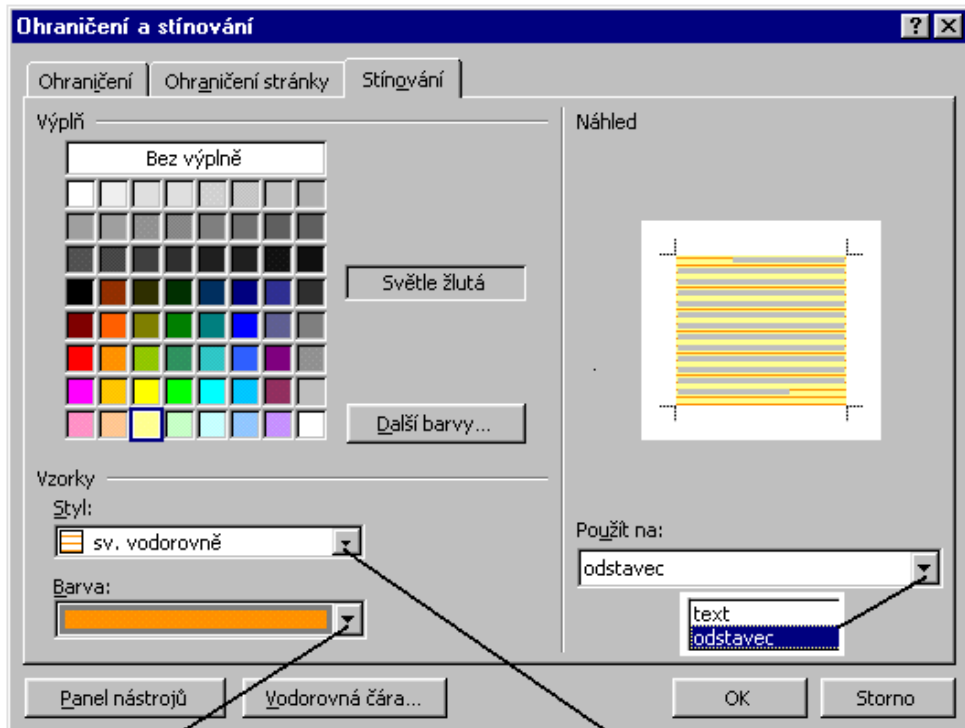 Ohraničení a stínování
Ohraničení
Ohraničení stránky
Stínování
Výplň
Bez výplně
Světle žlutá
Další barvy...
Vzorky
Styl:
sv. vodorovně
Barva:
Náhled
Použít na:
odstavec
text
odstavec
Panel nástrojů
Vodorovná čára...
OK
Storno